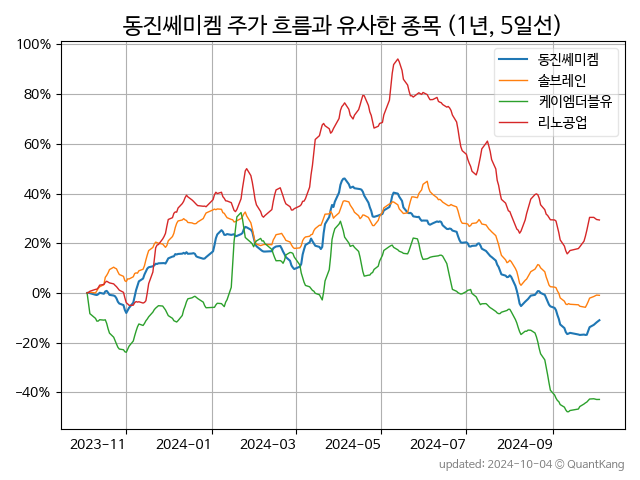 동진쎄미켐 주가 흐름과 유사한 종목 (1년, 5일선)
100%
80%
60%
40%
20%
0%
−20%
−40%
동진쎄미켐
솔브레인
케이엠더블유
리노공업
2023-11 2024-01 2024-03 2024-05 2024-07 2024-09
updated: 2024-10-04 © QuantKang